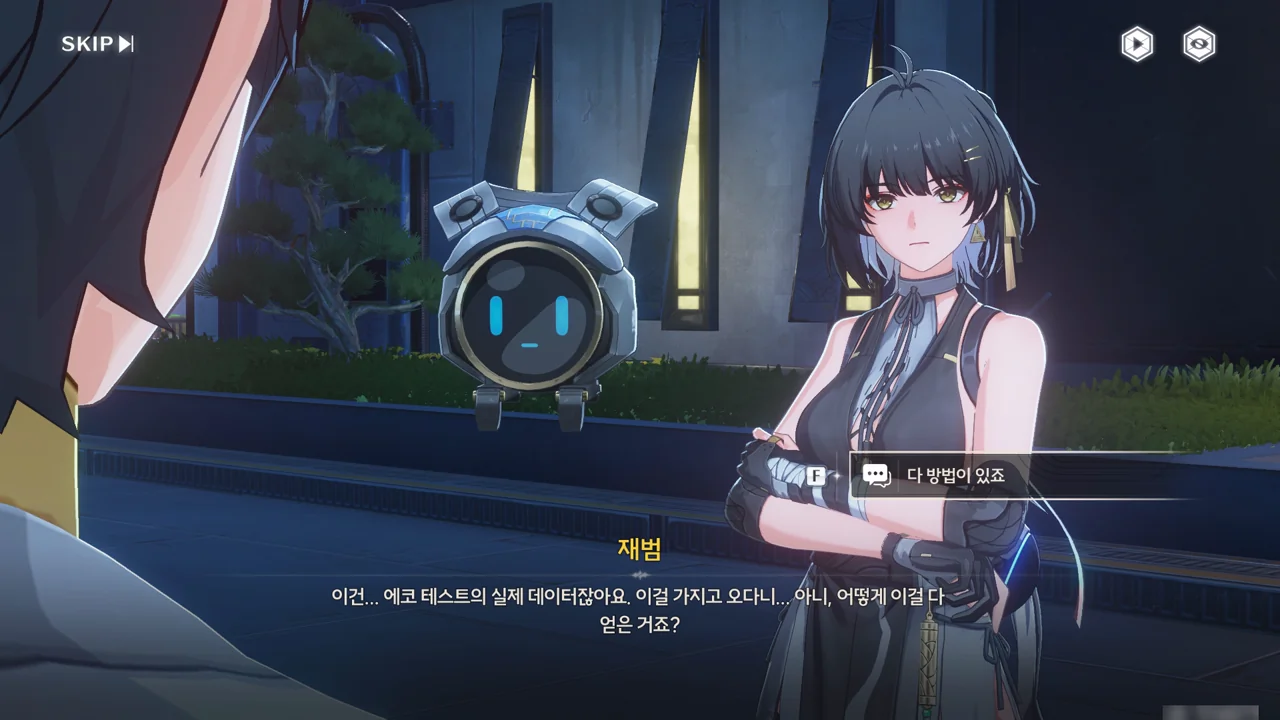 SKIP
F
다 방법이 있죠
재범
이건... 에코 테스트의 실제 데이터잖아요. 이걸 가지고 오다니... 아니, 어떻게 이걸 다
얻은 거죠?